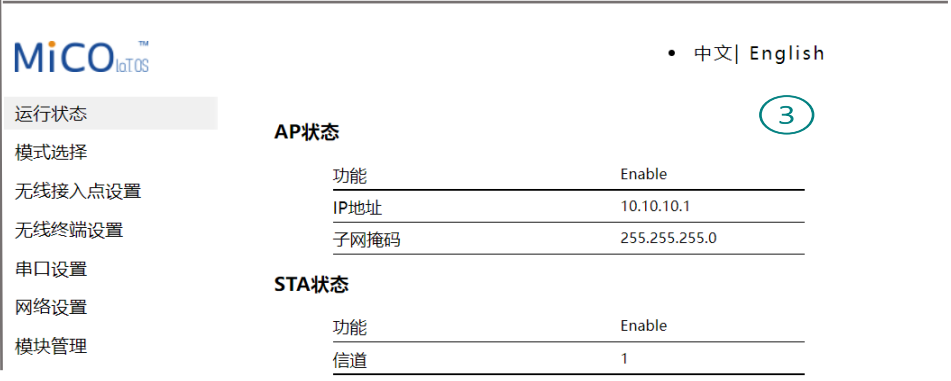 MiCO IoTOS ™
• 中文| English
运行状态
模式选择
无线接入点设置
无线终端设置
串口设置
网络设置
模块管理
③
AP状态
功能 Enable
IP地址 10.10.10.1
子网掩码 255.255.255.0
STA状态
功能 Enable
信道 1